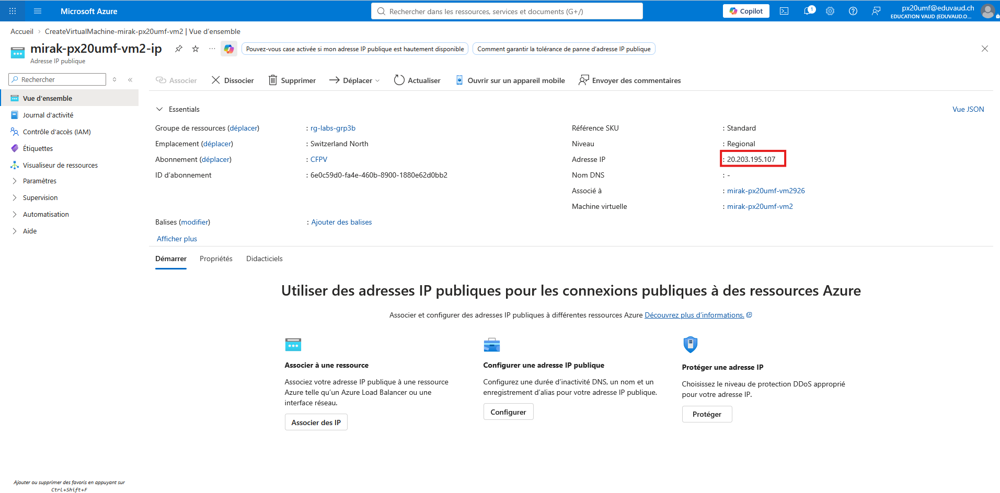 Microsoft Azure
Rechercher dans les ressources, services et documents (G+/)
Copilot
1
px20umf@eduvaud.ch
EDUCATION VAUD (EDUVAUD.O...
Accueil > CreateVirtualMachine-mirak-px20umf-vm2 | Vue d'ensemble
mirak-px20umf-vm2-ip
Adresse IP publique
Pouvez-vous case activée si mon adresse IP publique est hautement disponible
Comment garantir la tolérance de panne d'adresse IP publique
Rechercher
Associer
Dissocier
Supprimer
Déplacer
Actualiser
Ouvrir sur un appareil mobile
Envoyer des commentaires
Vue d'ensemble
Journal d'activité
Contrôle d'accès (IAM)
Étiquettes
Visualiseur de ressources
Paramètres
Supervision
Automatisation
Aide
Essentials
Vue JSON
Groupe de ressources (déplacer) : rg-labs-grp3b
Emplacement (déplacer) : Switzerland North
Abonnement (déplacer) : CFPV
ID d'abonnement : 6e0c59d0-fa4e-460b-8900-1880e62d0bb2
Référence SKU : Standard
Niveau : Regional
Adresse IP : 20.203.195.107
Nom DNS : -
Associé à : mirak-px20umf-vm2926
Machine virtuelle : mirak-px20umf-vm2
Balises (modifier) : Ajouter des balises
Afficher plus
Démarrer
Propriétés
Didacticiels
Utiliser des adresses IP publiques pour les connexions publiques à des ressources Azure
Associer et configurer des adresses IP publiques à différentes ressources Azure Découvrez plus d'informations.
Associer à une ressource
Associez votre adresse IP publique à une ressource
Azure telle qu'un Azure Load Balancer ou une
interface réseau.
Associer des IP
Configurer une adresse IP publique
Configurez une durée d'inactivité DNS, un nom et un
enregistrement d'alias pour votre adresse IP publique.
Configurer
Protéger une adresse IP
Choisissez le niveau de protection DDoS approprié
pour votre adresse IP.
Protéger
Ajouter ou supprimer des favoris en appuyant sur
Ctrl+Shift+F